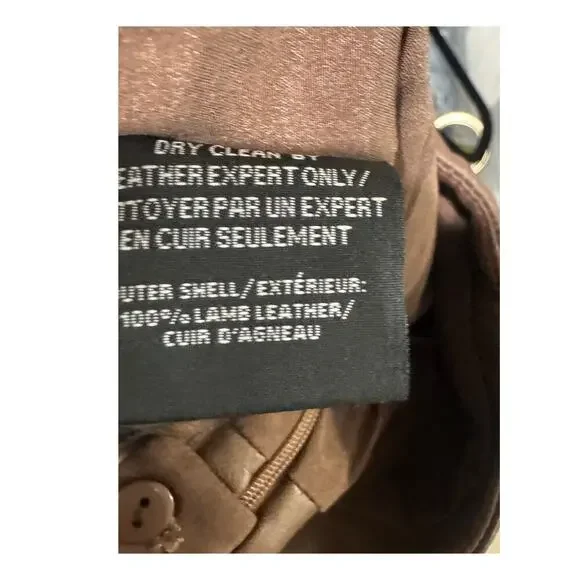 DRY CLEAN BY
EATHER EXPERT ONLY/
TTOYER PAR UN EXPERT
EN CUIR SEULEMENT
UTER SHELL/EXTÉRIEUR:
100% LAMB LEATHER/
CUIR D'AGNEAU